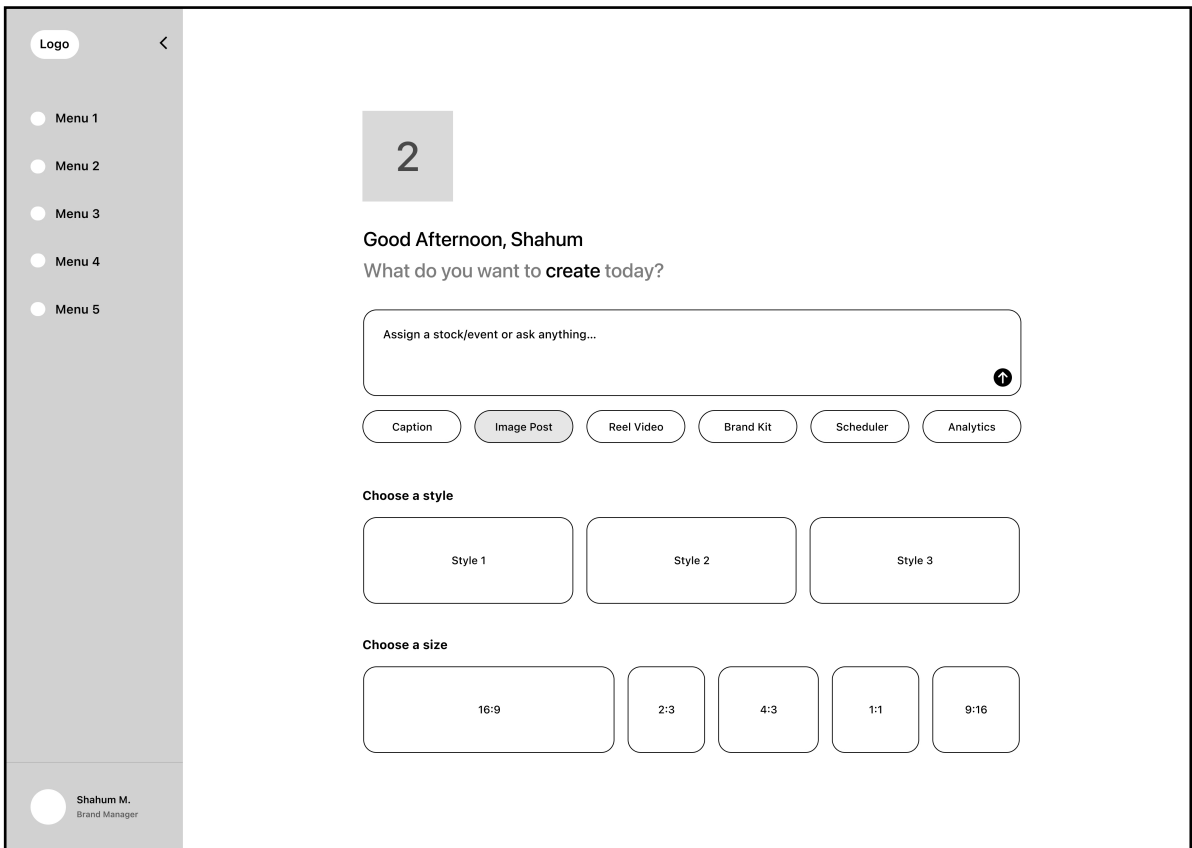 Logo
Menu 1
Menu 2
Menu 3
Menu 4
Menu 5
Shahum M.
Brand Manager
2
Good Afternoon, Shahum
What do you want to create today?
Assign a stock/event or ask anything...
Caption
Image Post
Reel Video
Brand Kit
Scheduler
Analytics
Choose a style
Style 1
Style 2
Style 3
Choose a size
16:9
2:3
4:3
1:1
9:16